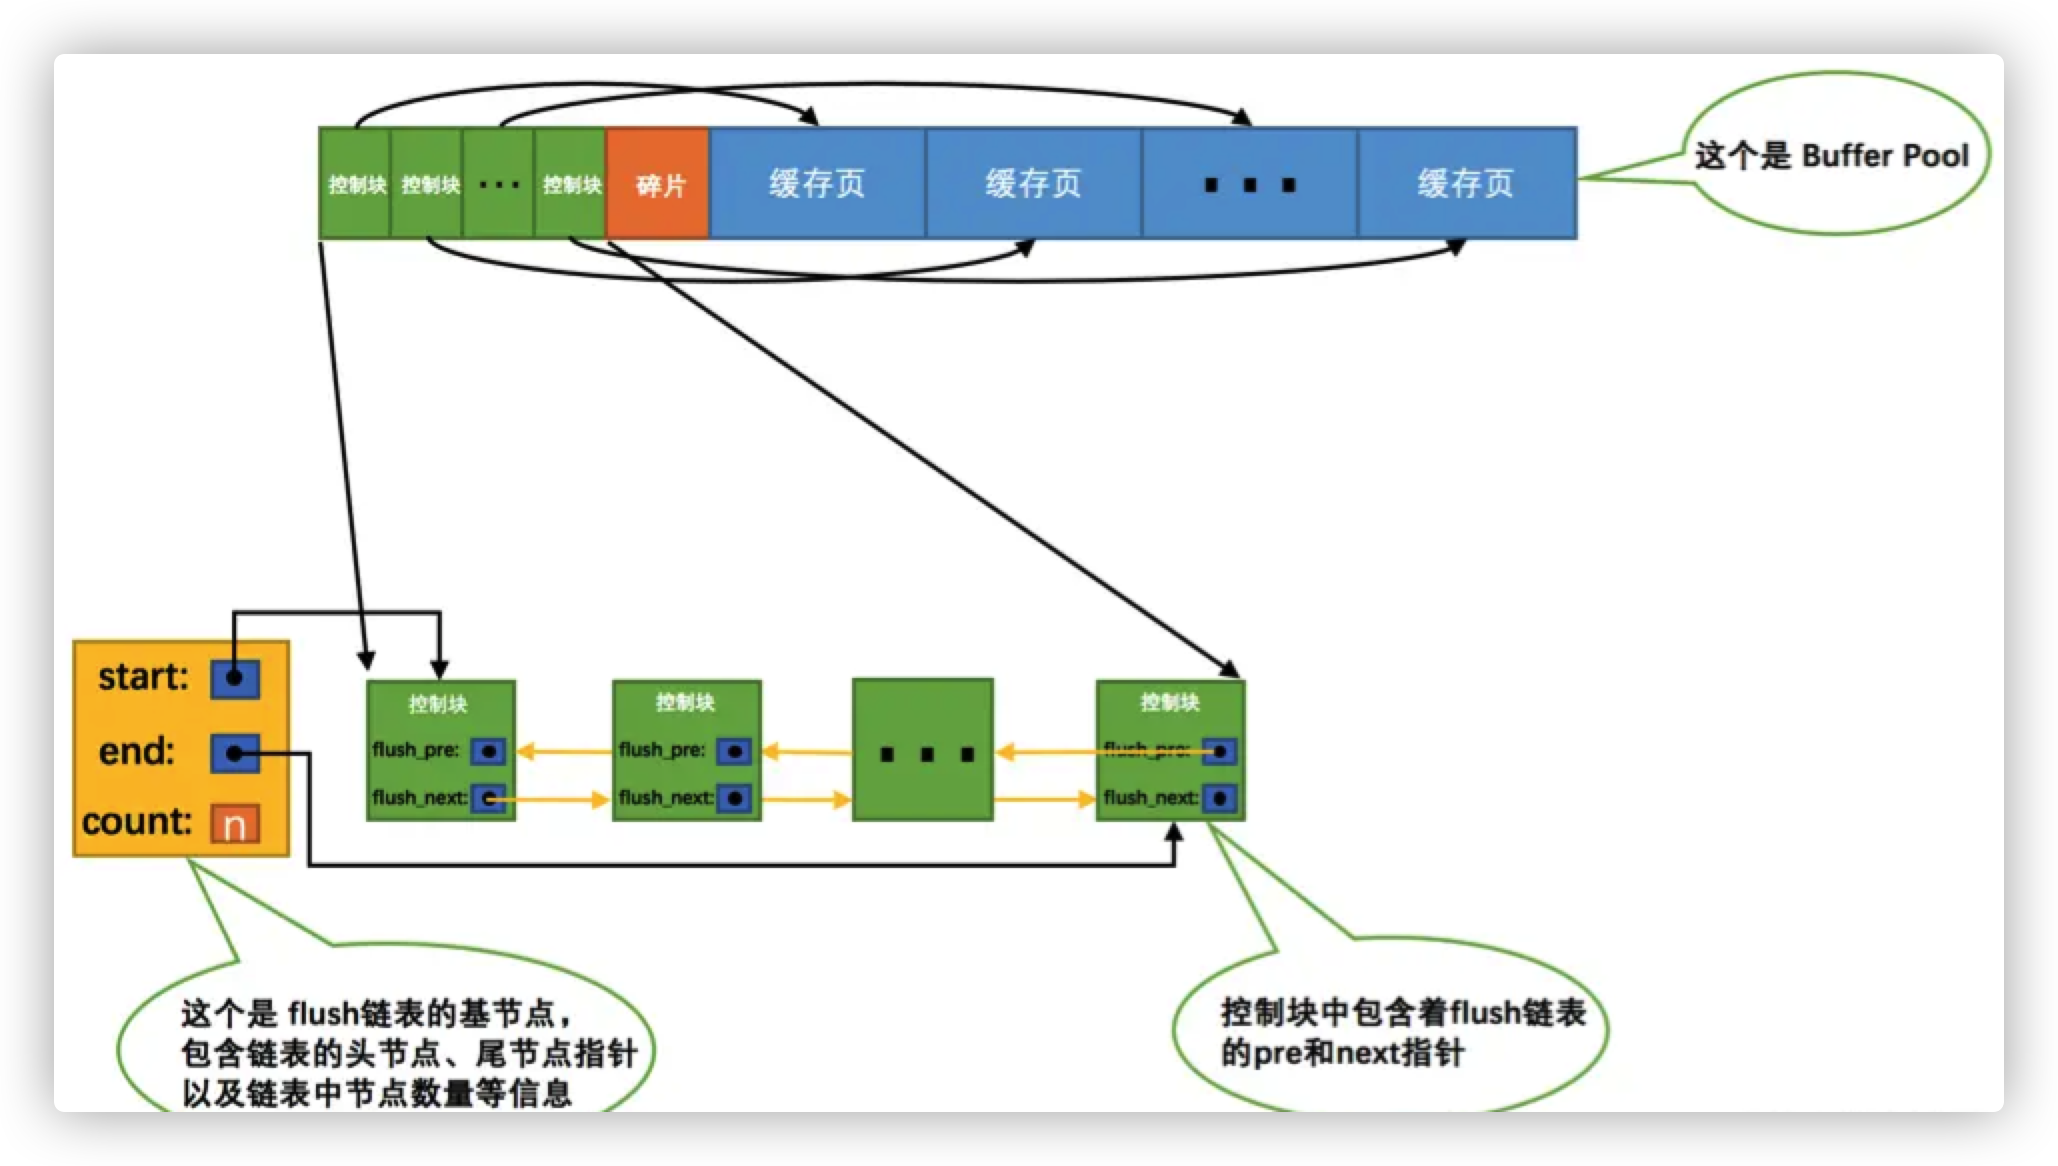 控制块
控制块
...
控制块
碎片
缓存页
缓存页
...
缓存页
这个是 Buffer Pool
start:
end:
count:
n
控制块
flush_pre:
flush_next:
控制块
flush_pre:
flush_next:
...
控制块
flush_pre:
flush_next:
这个是 flush链表的基节点，
包含链表的头节点、尾节点指针
以及链表中节点数量等信息
控制块中包含着flush链表
的pre和next指针